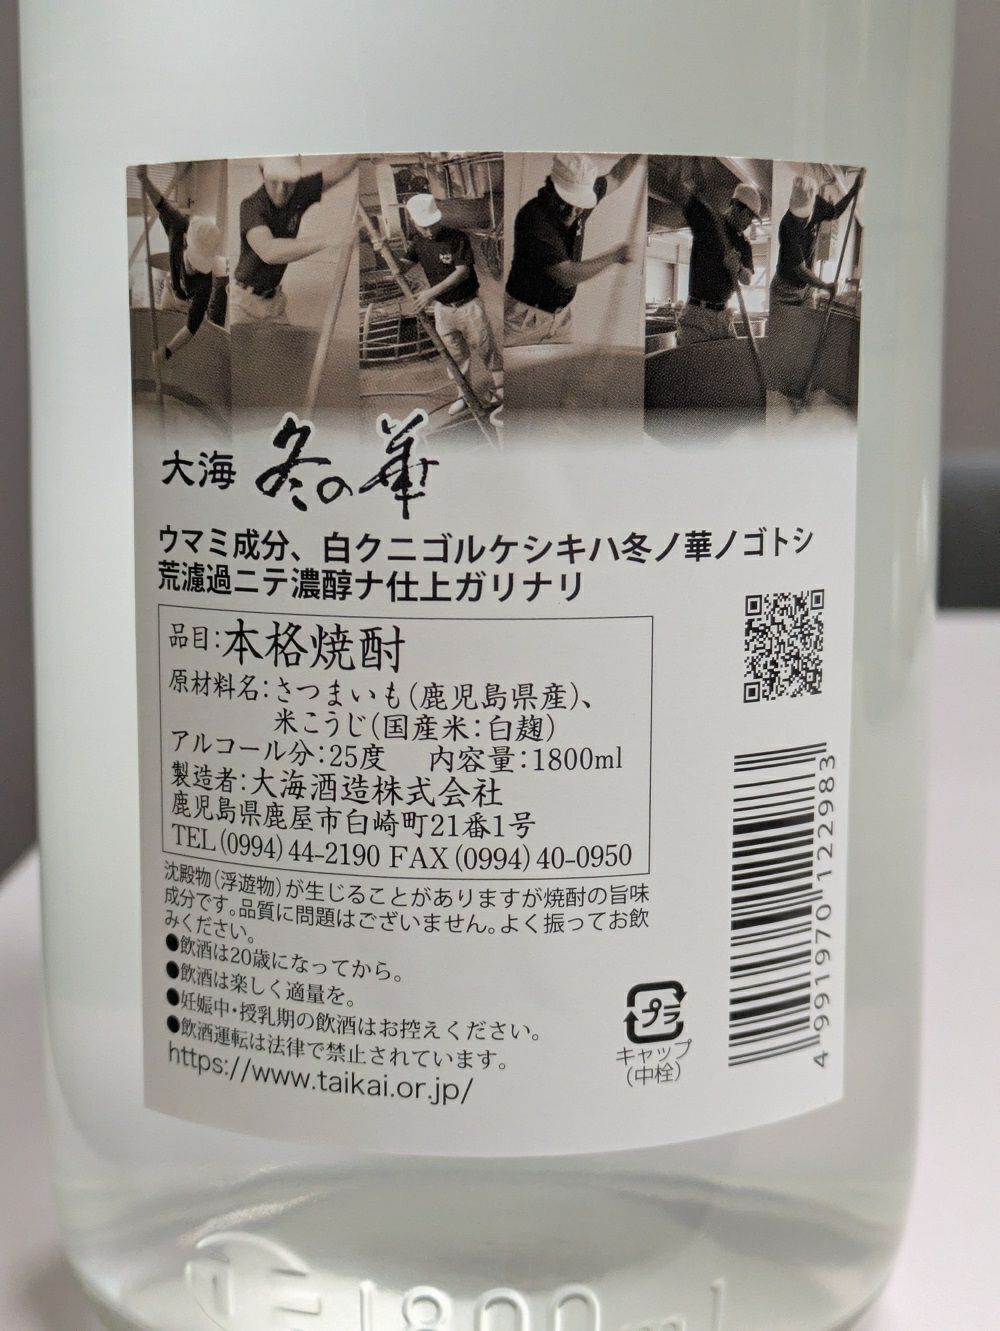 大海 冬の華
ウマミ成分、白クニゴルケシキハ冬ノ華ノゴトシ
荒濾過ニテ濃醇ナ仕上ガリナリ
品目:本格焼酎
原材料名:さつまいも(鹿児島県産)、
米こうじ(国産米:白麹)
アルコール分:25度 内容量:1800ml
製造者:大海酒造株式会社
鹿児島県鹿屋市白崎町21番1号
TEL(0994)44-2190 FAX(0994)40-0950
沈殿物(浮遊物)が生じることがありますが焼酎の旨味
成分です。品質に問題はございません。よく振ってお飲
みください。
●飲酒は20歳になってから。
●飲酒は楽しく適量を。
●妊娠中・授乳期の飲酒はお控えください。
●飲酒運転は法律で禁止されています。
https://www.taikai.or.jp/
プラ
キャップ
(中栓)
4991970122983
1800ml